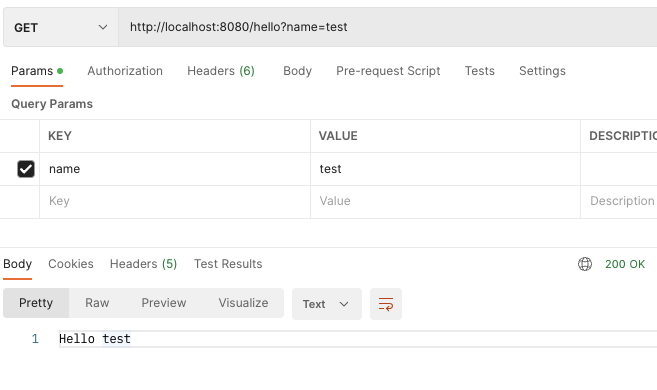 GET http://localhost:8080/hello?name=test
Params Authorization Headers (6) Body Pre-request Script Tests Settings
Query Params
KEY VALUE DESCRIPTIO
name test
Key Value Description
Body Cookies Headers (5) Test Results 200 OK
Pretty Raw Preview Visualize Text
1 Hello test